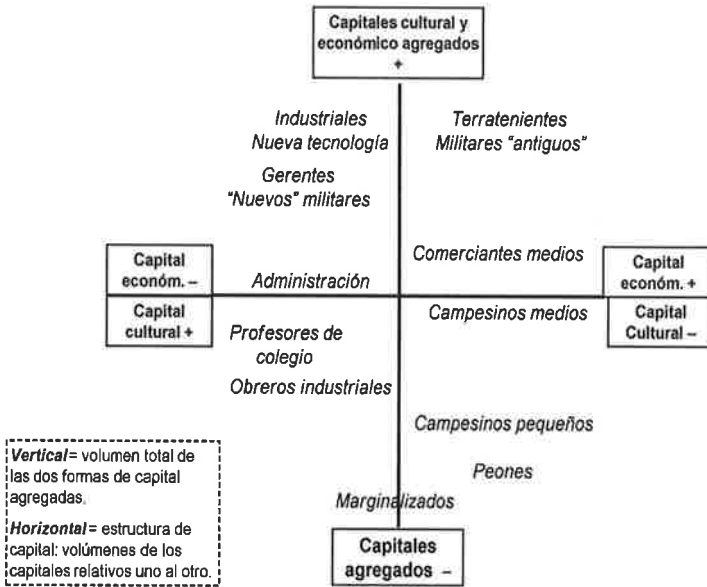 Capitales cultural y
económico agregados
+
Industriales
Nueva tecnología
Terratenientes
Militares "antiguos"
Gerentes
"Nuevos" militares
Capital
económ. –
Administración
Comerciantes medios
Capital
económ. +
Capital
cultural +
Profesores de
colegio
Obreros industriales
Campesinos medios
Capital
Cultural –
Campesinos pequeños
Peones
Marginalizados
Capitales
agregados –
Vertical= volumen total de
las dos formas de capital
agregadas.
Horizontal= estructura de
capital: volúmenes de los
capitales relativos uno al otro.